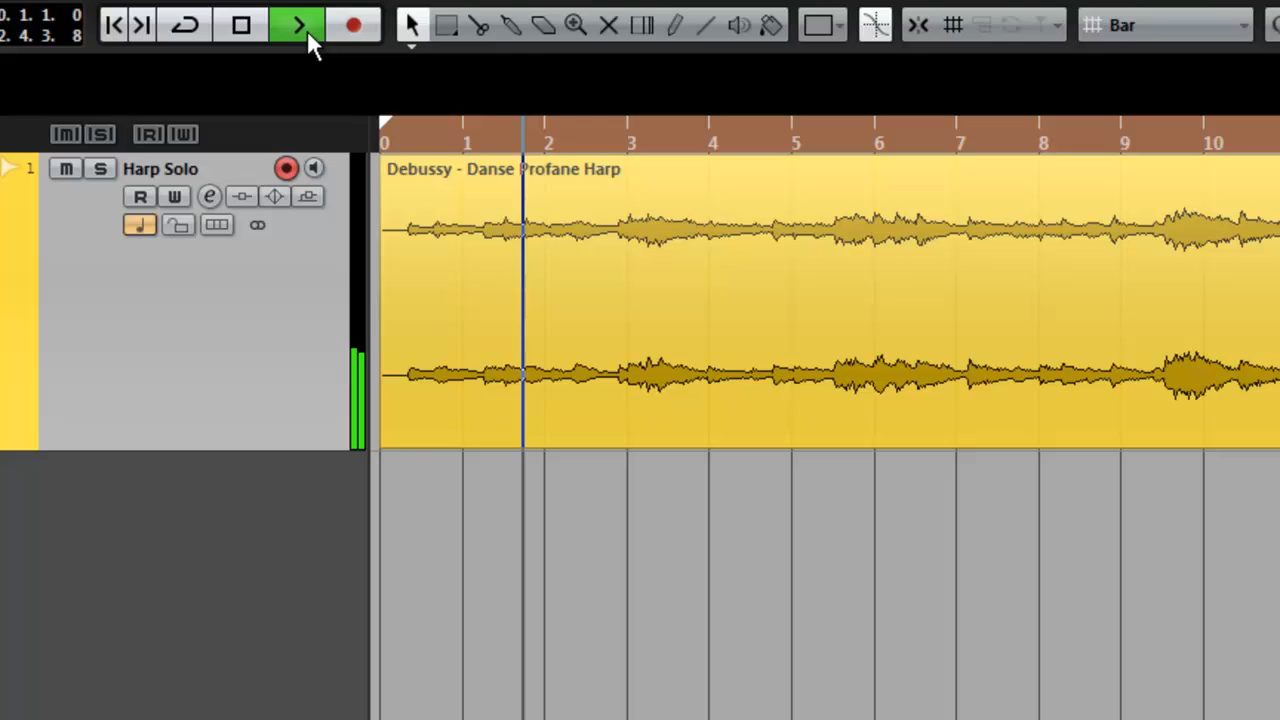 0. 1. 1. 0
2. 4. 3. 8
Bar
M S R W
0 1 2 3 4 5 6 7 8 9 10
1 M S Harp Solo
Debussy - Danse Profane Harp
R W e